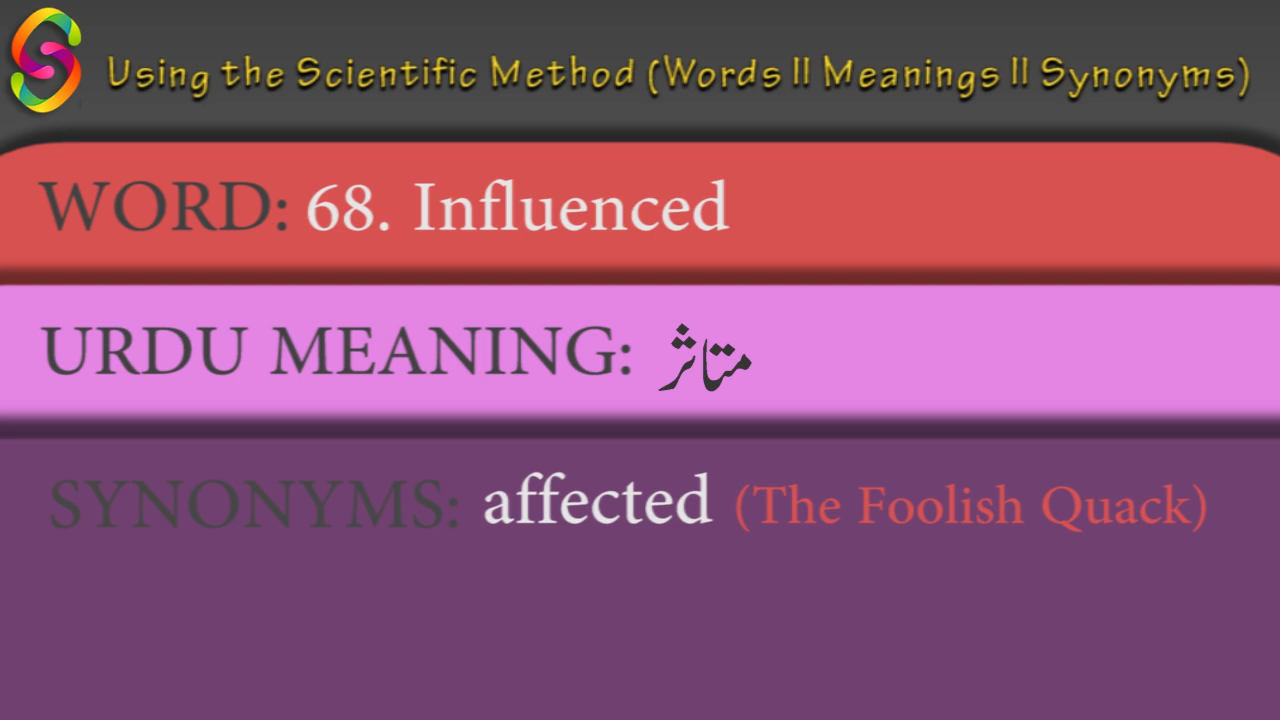 Using the Scientific Method (Words || Meanings || Synonyms)
WORD: 68. Influenced
URDU MEANING: متاثر
SYNONYMS: affected (The Foolish Quack)